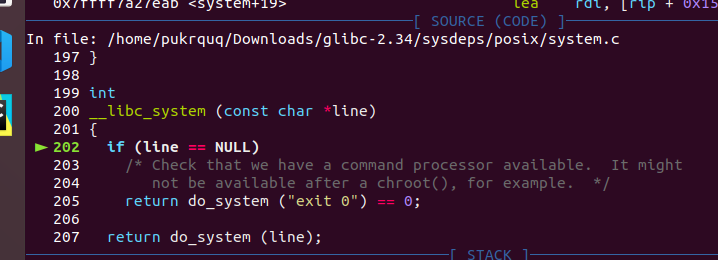 0x7ffff7a27eab <system+19> lea rdi, [rip + 0x15
[ SOURCE (CODE) ]
In file: /home/pukrquq/Downloads/glibc-2.34/sysdeps/posix/system.c
197 }
198
199 int
200 __libc_system (const char *line)
201 {
► 202 if (line == NULL)
203 /* Check that we have a command processor available. It might
204 not be available after a chroot(), for example. */
205 return do_system ("exit 0") == 0;
206
207 return do_system (line);
[ STACK ]